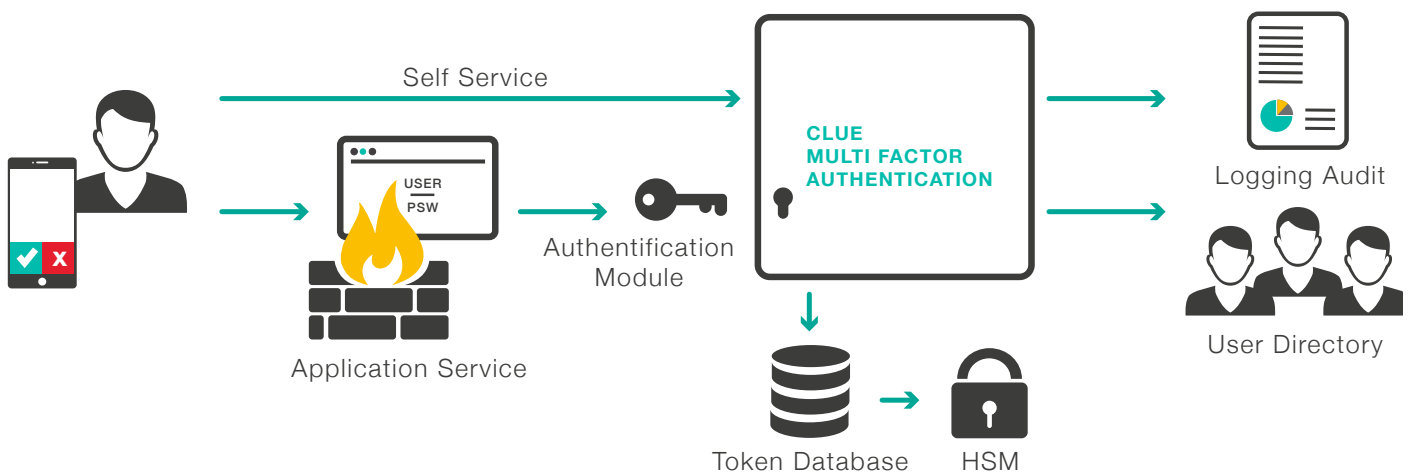 Self Service
USER
PSW
Application Service
Authentification
Module
CLUE
MULTI FACTOR
AUTHENTICATION
Logging Audit
User Directory
Token Database
HSM